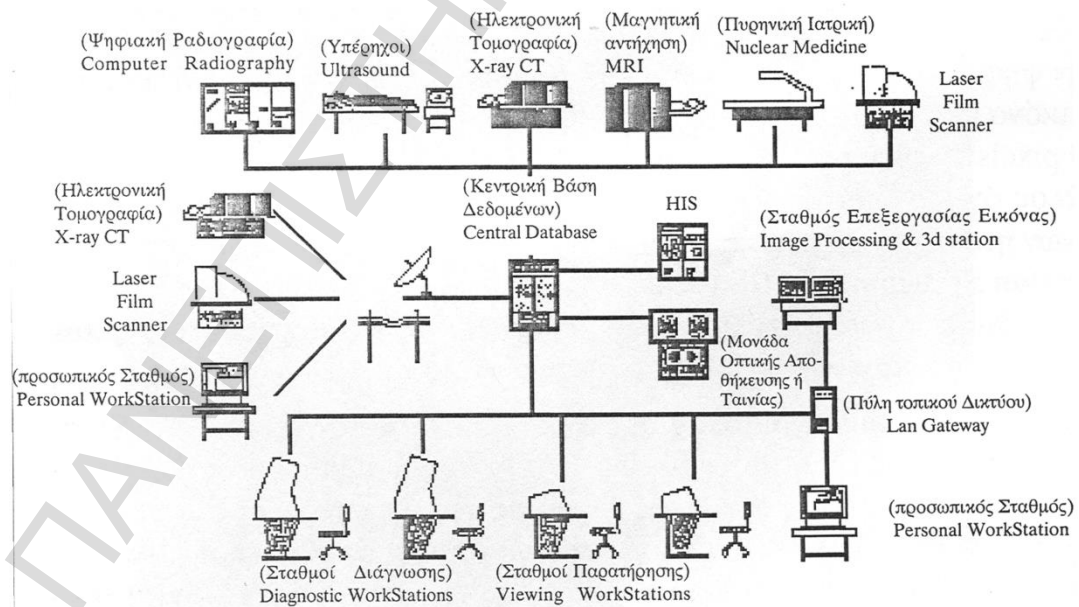 (Ψηφιακή Ραδιογραφία)
Computer Radiography
(Υπέρηχοι)
Ultrasound
(Ηλεκτρονική
Τομογραφία)
X-ray CT
(Μαγνητική
αντήχηση)
MRI
(Πυρηνική Ιατρική)
Nuclear Medicine
Laser
Film
Scanner
(Ηλεκτρονική
Τομογραφία)
X-ray CT
(Κεντρική Βάση
Δεδομένων)
Central Database
HIS
(Σταθμός Επεξεργασίας Εικόνας)
Image Processing & 3d station
Laser
Film
Scanner
(Μονάδα
Οπτικής Απο-
θήκευσης ή
Ταινίας)
(προσωπικός Σταθμός)
Personal WorkStation
(Πύλη τοπικού Δικτύου)
Lan Gateway
(προσωπικός Σταθμός)
Personal WorkStation
(Σταθμοί Διάγνωσης)
Diagnostic WorkStations
(Σταθμοί Παρατήρησης)
Viewing WorkStations
ΠΑΝΕΠΙΣΤΗ